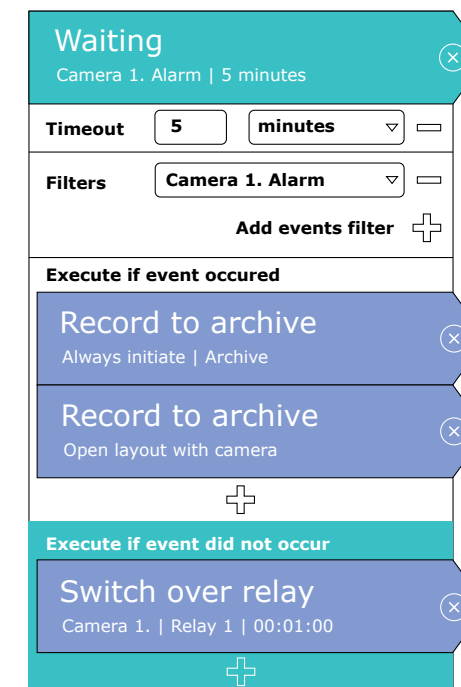 Waiting
Camera 1. Alarm | 5 minutes
Timeout 5 minutes
Filters Camera 1. Alarm
Add events filter
Execute if event occured
Record to archive
Always initiate | Archive
Record to archive
Open layout with camera
Execute if event did not occur
Switch over relay
Camera 1. | Relay 1 | 00:01:00